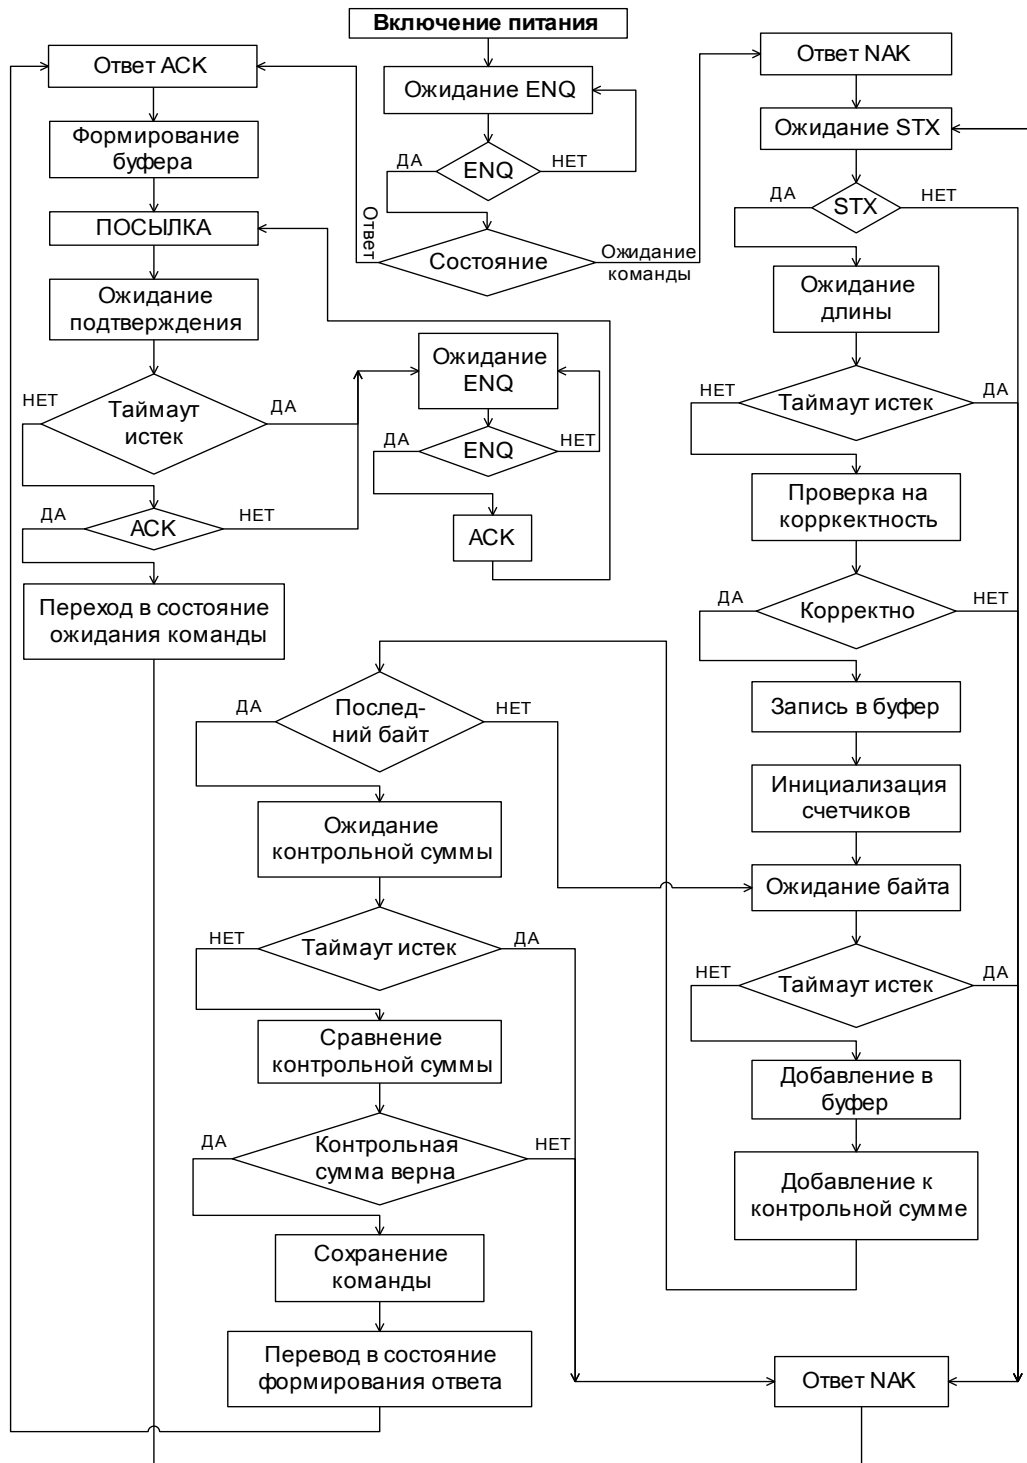 Включение питания
Ответ ACK
Ожидание ENQ
Ответ NAK
Формирование
буфера
ДА
ENQ
НЕТ
Ожидание STX
ДА
STX
НЕТ
ПОСЫЛКА
Ответ
Состояние
Ожидание
команды
Ожидание
длины
Ожидание
подтверждения
Ожидание
ENQ
НЕТ
Таймаут
истек
ДА
ДА
ENQ
НЕТ
НЕТ
Таймаут истек
ДА
ДА
ACK
НЕТ
ACK
Проверка на
корркектность
Переход в состояние
ожидания команды
ДА
Корректно
НЕТ
ДА
Послед-
ний байт
НЕТ
Запись в буфер
Инициализация
счетчиков
Ожидание
контрольной суммы
Ожидание байта
НЕТ
Таймаут истек
ДА
НЕТ
Таймаут истек
ДА
Сравнение
контрольной суммы
Добавление в
буфер
ДА
Контрольная
сумма верна
НЕТ
Добавление к
контрольной сумме
Сохранение
команды
Перевод в состояние
формирования ответа
Ответ NAK